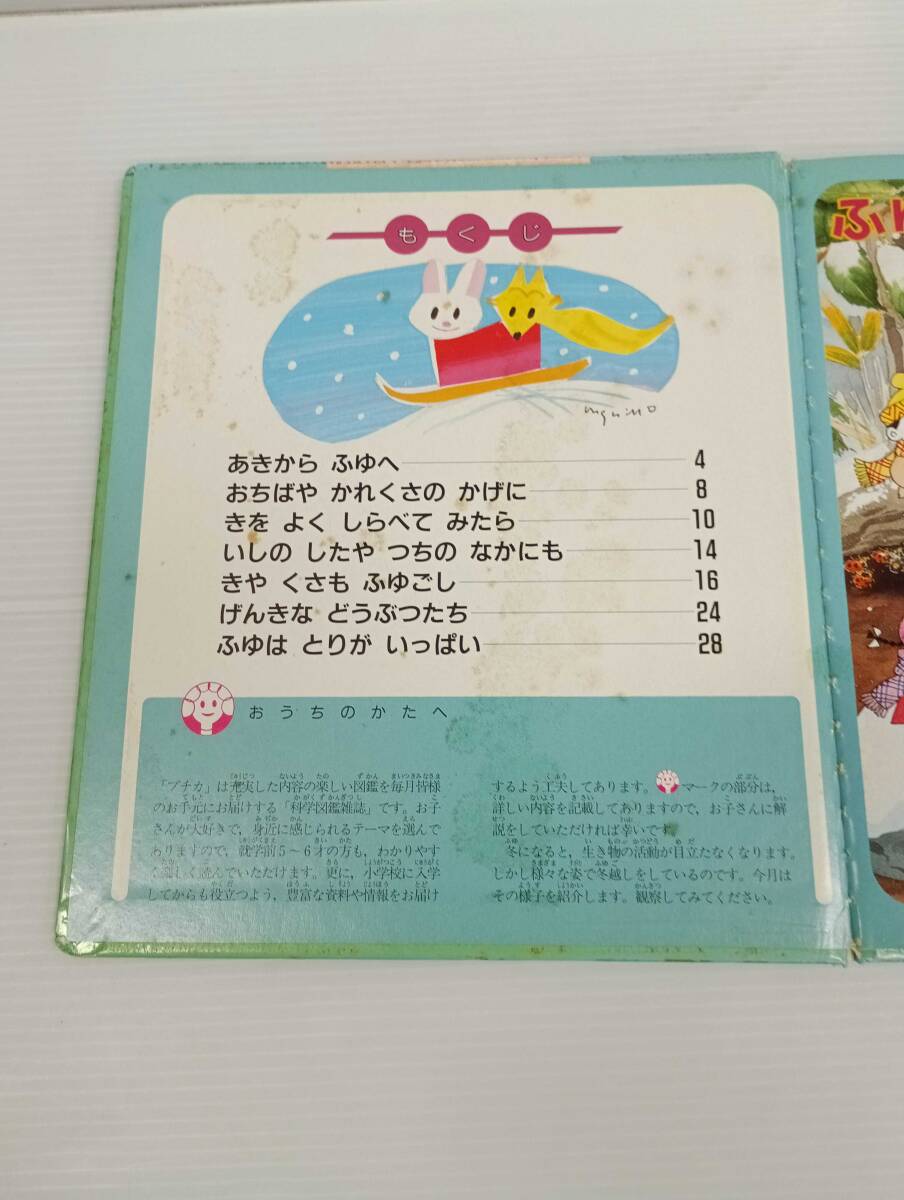 もくじ
あきから ふゆへ 4
おちばや かれくさの かげに 8
きを よく しらべて みたら 10
いしの したや つちの なかにも 14
きや くさも ふゆごし 16
げんきな どうぶつたち 24
ふゆは とりが いっぱい 28
おうちのかたへ
「プチカ」は充実した内容の楽しい図鑑を毎月皆様
のお手元にお届けする「科学図鑑雑誌」です。お子
さんが大好きで，身近に感じられるテーマを選んで
ありますので，就学前5～6才の方も，わかりやす
く楽しく読んでいただけます。更に，小学校に入学
してからも役立つよう，豊富な資料や情報をお届け
するよう工夫してあります。マークの部分は，
詳しい内容を記載してありますので，お子さんに解
説をしていただければ幸いです。
冬になると，生き物の活動が目立たなくなります。
しかし様々な姿で冬越しをしているのです。今月は
その様子を紹介します。観察してみてください。
ふ